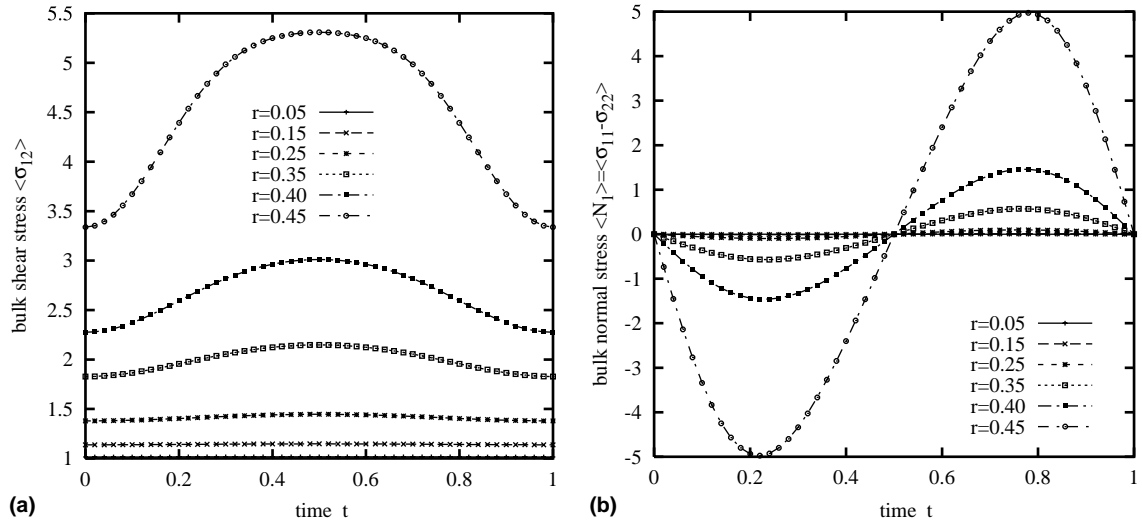 5.5
5
4.5
4
3.5
3
2.5
2
1.5
1
0
0.2
0.4
0.6
0.8
1
bulk shear stress <σ12>
time t
r=0.05
r=0.15
r=0.25
r=0.35
r=0.40
r=0.45
(a)
5
4
3
2
1
0
-1
-2
-3
-4
-5
0
0.2
0.4
0.6
0.8
1
bulk normal stress <N1>=<σ11-σ22>
time t
r=0.05
r=0.15
r=0.25
r=0.35
r=0.40
r=0.45
(b)